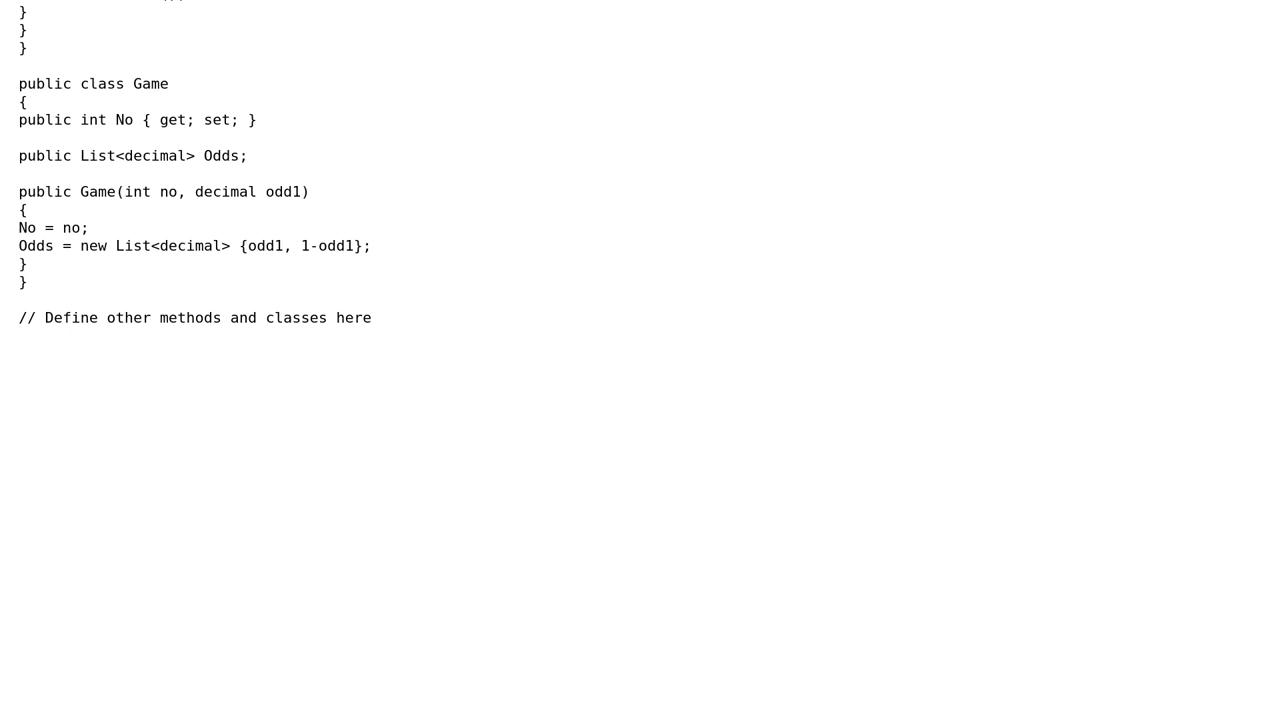 }
}
}
public class Game
{
public int No { get; set; }
public List<decimal> Odds;
public Game(int no, decimal odd1)
{
No = no;
Odds = new List<decimal> {odd1, 1-odd1};
}
}
// Define other methods and classes here